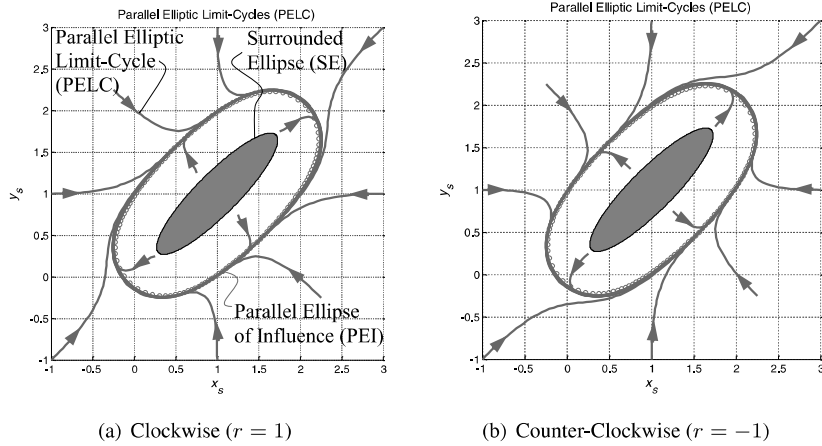 Parallel Elliptic Limit-Cycles (PELC)
Parallel Elliptic
Limit-Cycle
(PELC)
Surrounded
Ellipse (SE)
Parallel Ellipse
of Influence (PEI)
3
2.5
2
1.5
1
0.5
0
-0.5
-1
y_s
-1 -0.5 0 0.5 1 1.5 2 2.5 3
x_s
(a) Clockwise (r = 1)
Parallel Elliptic Limit-Cycles (PELC)
3
2.5
2
1.5
1
0.5
0
-0.5
-1
y_s
-1 -0.5 0 0.5 1 1.5 2 2.5 3
x_s
(b) Counter-Clockwise (r = −1)